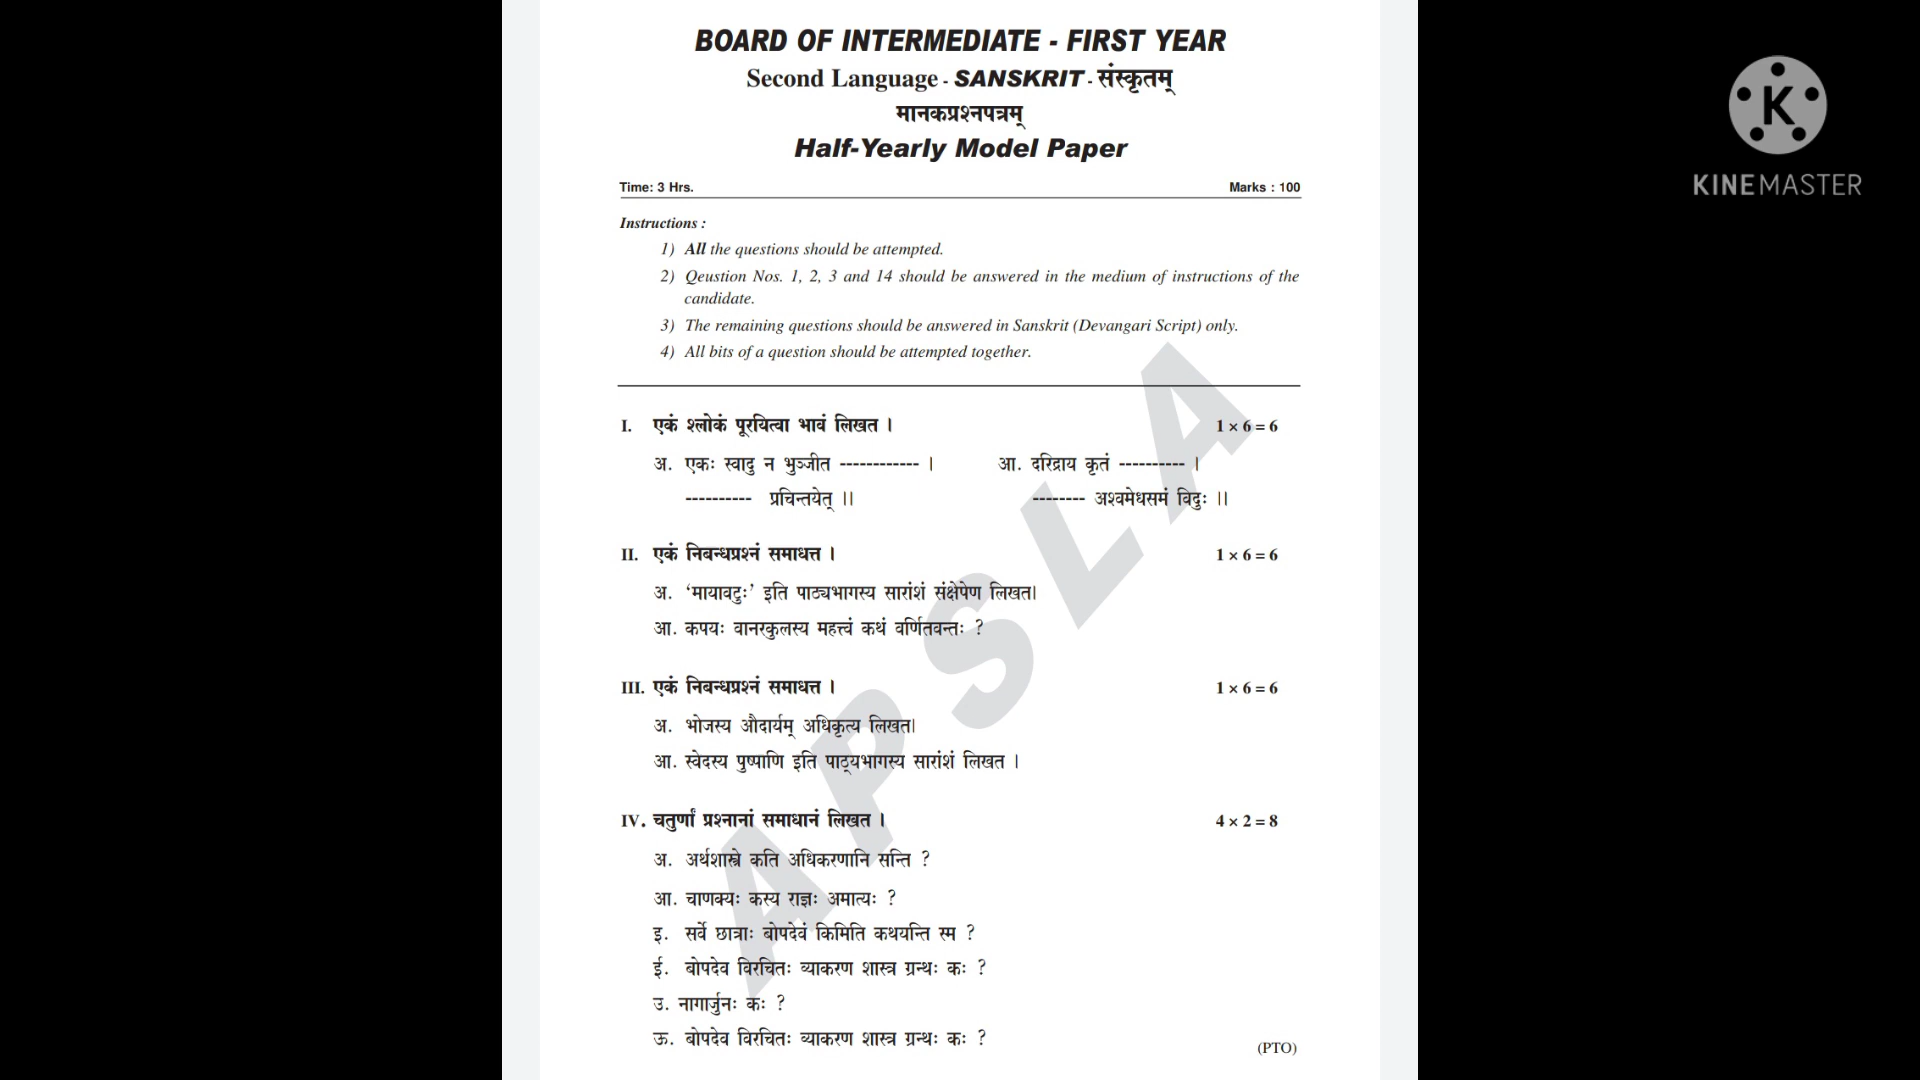 BOARD OF INTERMEDIATE - FIRST YEAR
Second Language - SANSKRIT - संस्कृतम्
मानकप्रश्नपत्रम्
Half-Yearly Model Paper
Time: 3 Hrs. Marks : 100
Instructions :
1) All the questions should be attempted.
2) Qeustion Nos. 1, 2, 3 and 14 should be answered in the medium of instructions of the
candidate.
3) The remaining questions should be answered in Sanskrit (Devangari Script) only.
4) All bits of a question should be attempted together.
I. एकं श्लोकं पूरयित्वा भावं लिखत । 1 × 6 = 6
अ. एकः स्वादु न भुञ्जीत ------------ । आ. दरिद्राय कृतं ---------- ।
---------- प्रचिन्तयेत् ।। -------- अश्वमेधसमं विदुः ।।
II. एकं निबन्धप्रश्नं समाधत्त । 1 × 6 = 6
अ. ‘मायावटुः’ इति पाठ्यभागस्य सारांशं संक्षेपेण लिखत।
आ. कपयः वानरकुलस्य महत्त्वं कथं वर्णितवन्तः ?
III. एकं निबन्धप्रश्नं समाधत्त । 1 × 6 = 6
अ. भोजस्य औदार्यम् अधिकृत्य लिखत।
आ. स्वेदस्य पुष्पाणि इति पाठ्यभागस्य सारांशं लिखत ।
IV. चतुर्णां प्रश्नानां समाधानं लिखत । 4 × 2 = 8
अ. अर्थशास्त्रे कति अधिकरणानि सन्ति ?
आ. चाणक्यः कस्य राज्ञः अमात्यः ?
इ. सर्वे छात्राः बोपदेवं किमिति कथयन्ति स्म ?
ई. बोपदेव विरचितः व्याकरण शास्त्र ग्रन्थः कः ?
उ. नागार्जुनः कः ?
ऊ. बोपदेव विरचितः व्याकरण शास्त्र ग्रन्थः कः ?
(PTO)
APSLA
K
KINEMASTER